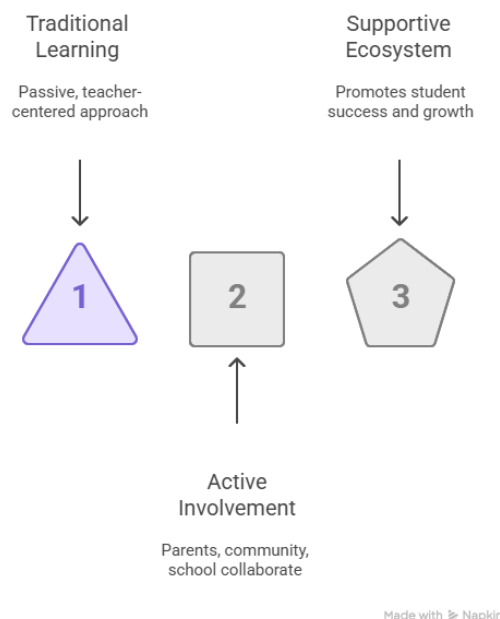 Traditional
Learning
Passive, teacher-
centered approach
Supportive
Ecosystem
Promotes student
success and growth
1
2
3
Active
Involvement
Parents, community,
school collaborate
Made with Napkin